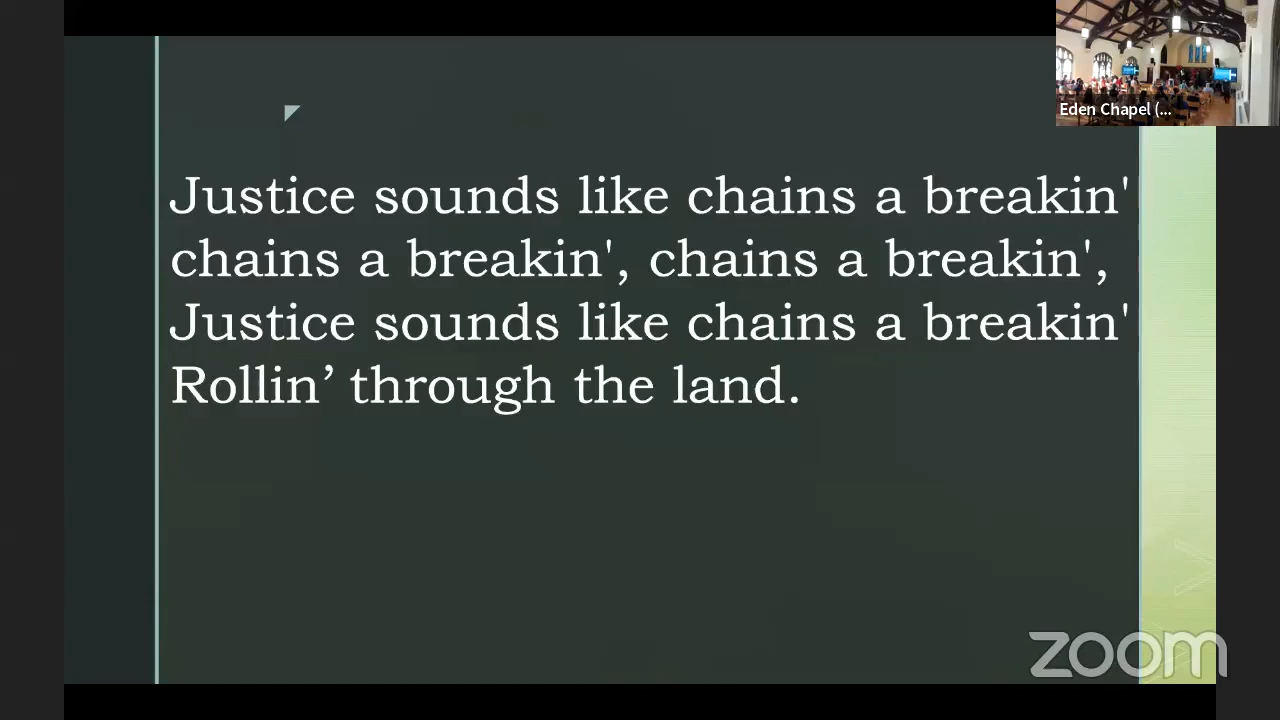 Eden Chapel (...
Justice sounds like chains a breakin'
chains a breakin', chains a breakin',
Justice sounds like chains a breakin'
Rollin’ through the land.
zoom